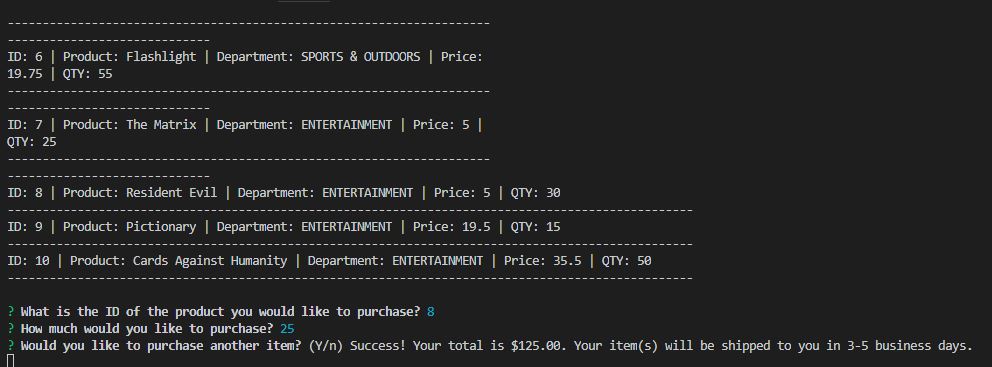 ---------------------------------------------------------------------
-----------------------------
ID: 6 | Product: Flashlight | Department: SPORTS & OUTDOORS | Price:
19.75 | QTY: 55
---------------------------------------------------------------------
-----------------------------
ID: 7 | Product: The Matrix | Department: ENTERTAINMENT | Price: 5 |
QTY: 25
---------------------------------------------------------------------
-----------------------------
ID: 8 | Product: Resident Evil | Department: ENTERTAINMENT | Price: 5 | QTY: 30
--------------------------------------------------------------------------------------------------
ID: 9 | Product: Pictionary | Department: ENTERTAINMENT | Price: 19.5 | QTY: 15
--------------------------------------------------------------------------------------------------
ID: 10 | Product: Cards Against Humanity | Department: ENTERTAINMENT | Price: 35.5 | QTY: 50
--------------------------------------------------------------------------------------------------
? What is the ID of the product you would like to purchase? 8
? How much would you like to purchase? 25
? Would you like to purchase another item? (Y/n) Success! Your total is $125.00. Your item(s) will be shipped to you in 3-5 business days.